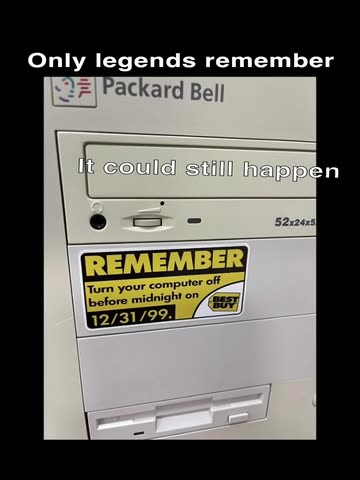 Only legends remember
Packard Bell
It could still happen
52x24x5
REMEMBER
Turn your computer off
before midnight on
12/31/99.
BEST
BUY